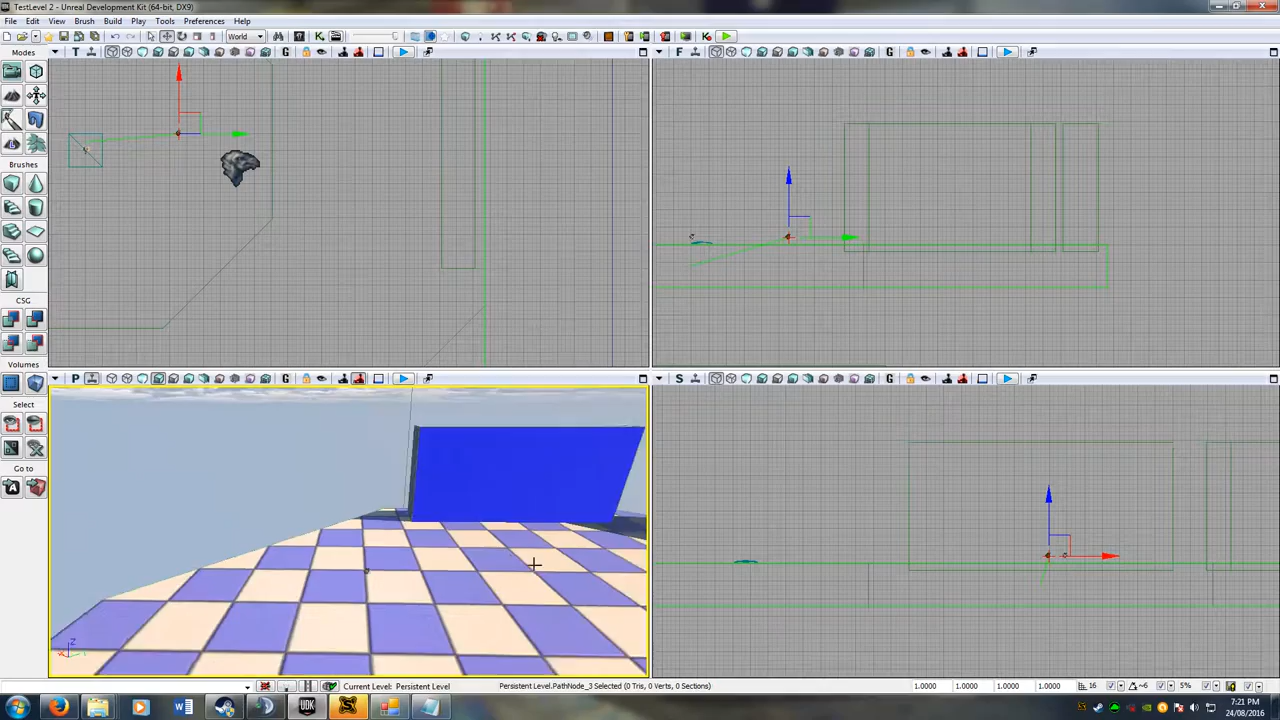 TestLevel 2 - Unreal Development Kit (64-bit, DX9)
File Edit View Brush Build Play Tools Preferences Help
World
Modes
T G
F G
Brushes
CSG
Volumes
P G
S G
Select
Go to
Z
Current Level: Persistent Level
Persistent Level.PathNode_3 Selected (0 Tris, 0 Verts, 0 Sections)
1.0000 1.0000 1.0000 1.0000
16
5%
UDK
7:21 PM
24/08/2016